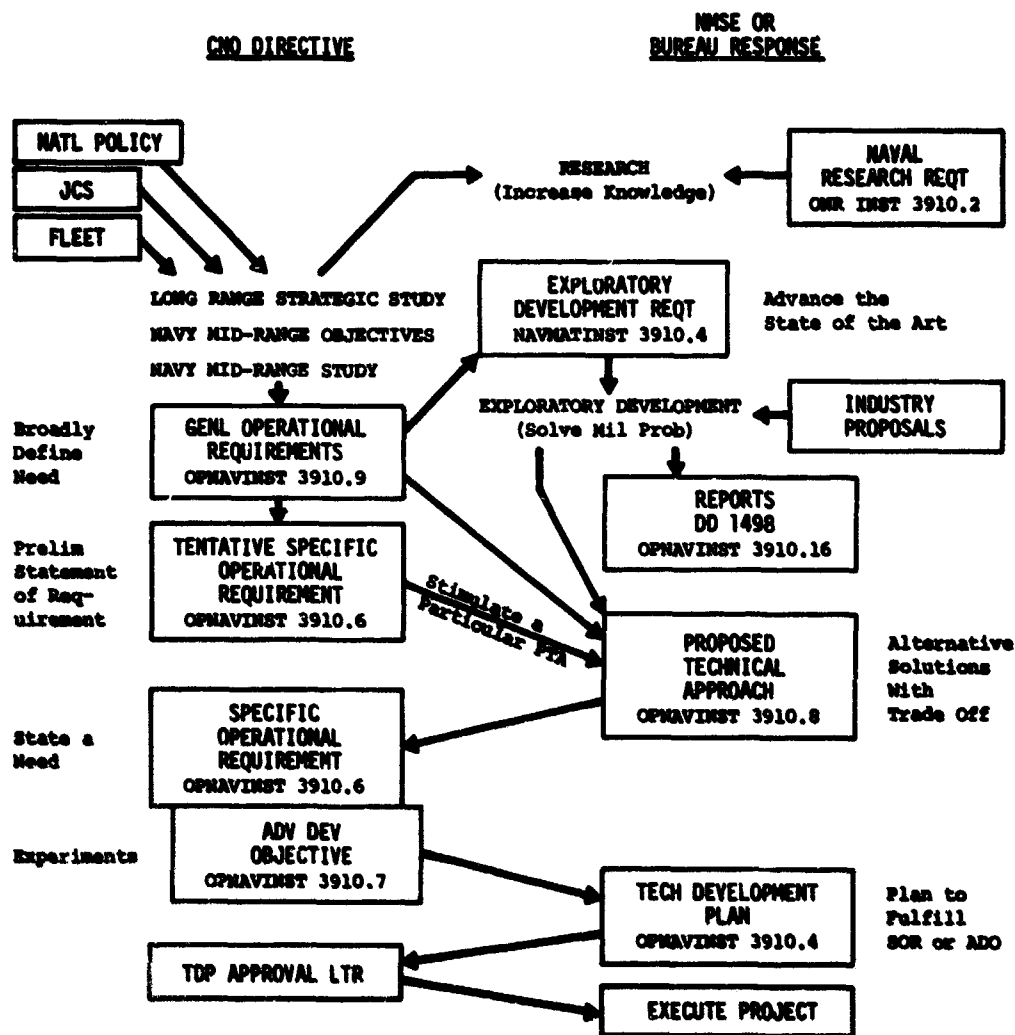 CNO DIRECTIVE
NMSE OR
BUREAU RESPONSE
NATL POLICY
JCS
FLEET
RESEARCH
(Increase Knowledge)
NAVAL
RESEARCH REQT
ONR INST 3910.2
LONG RANGE STRATEGIC STUDY
NAVY MID-RANGE OBJECTIVES
NAVY MID-RANGE STUDY
EXPLORATORY
DEVELOPMENT REQT
NAVMATINST 3910.4
Advance the
State of the Art
Broadly
Define
Need
GENL OPERATIONAL
REQUIREMENTS
OPNAVINST 3910.9
EXPLORATORY DEVELOPMENT
(Solve Mil Prob)
INDUSTRY
PROPOSALS
REPORTS
DD 1498
OPNAVINST 3910.16
Prelim
Statement
of Req-
uirement
TENTATIVE SPECIFIC
OPERATIONAL
REQUIREMENT
OPNAVINST 3910.6
Stimulate a
Particular PTA
PROPOSED
TECHNICAL
APPROACH
OPNAVINST 3910.8
Alternative
Solutions
With
Trade Off
State a
Need
SPECIFIC
OPERATIONAL
REQUIREMENT
OPNAVINST 3910.6
Experiments
ADV DEV
OBJECTIVE
OPNAVINST 3910.7
TECH DEVELOPMENT
PLAN
OPNAVINST 3910.4
Plan to
Fulfill
SOR or ADO
TDP APPROVAL LTR
EXECUTE PROJECT